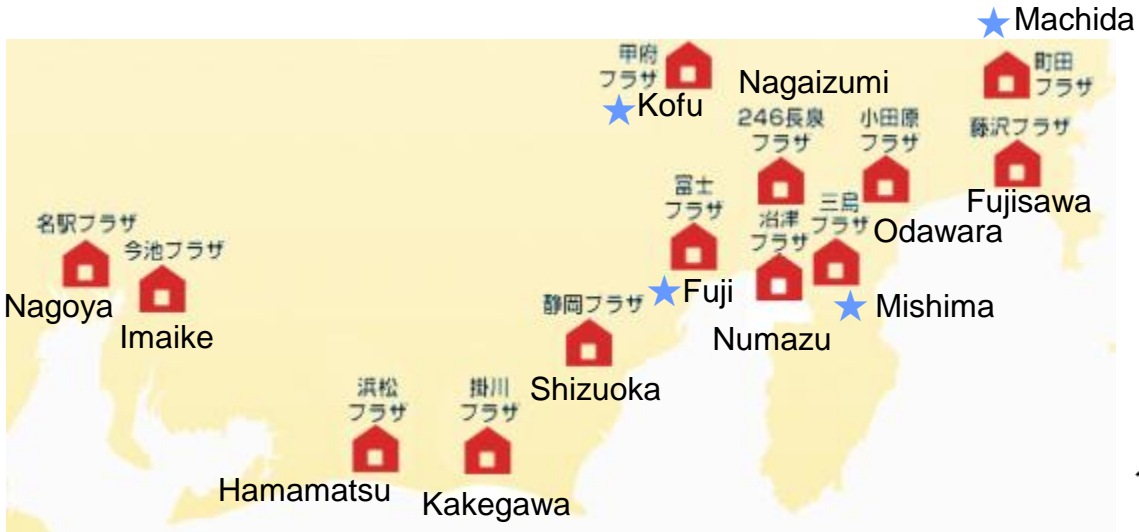 Machida
町田
プラザ
甲府
プラザ
Kofu
Nagaizumi
246長泉
プラザ
小田原
プラザ
藤沢プラザ
Fujisawa
富士
プラザ
Fuji
沼津
プラザ
Numazu
三島
プラザ
Odawara
Mishima
名駅プラザ
Nagoya
今池プラザ
Imaike
静岡プラザ
Shizuoka
浜松
プラザ
Hamamatsu
掛川
プラザ
Kakegawa